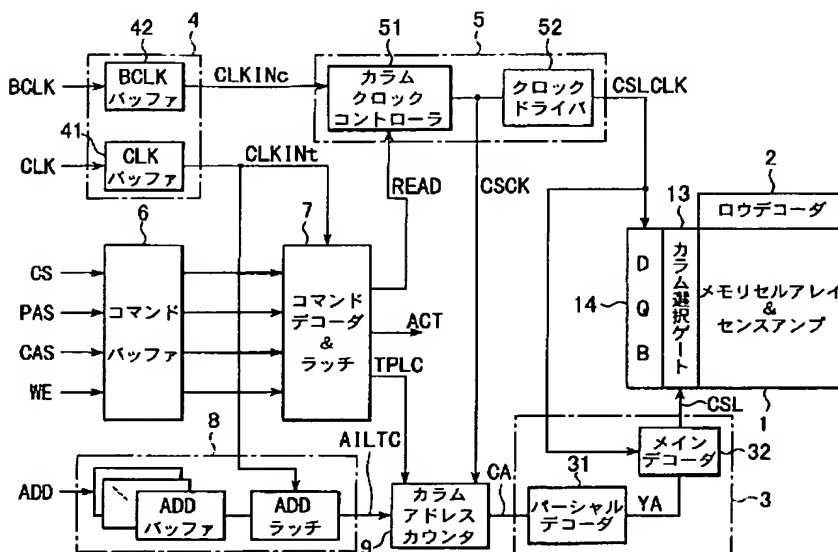 42
4
51
5
52
BCLK
BCLK
バッファ
CLKINc
カラム
クロック
コントローラ
クロック
ドライバ
CSLCLK
41
CLK
CLK
バッファ
CLKINt
READ
CSCK
2
13
ロウデコーダ
6
7
CS
PAS
CAS
WE
コマンド
バッファ
コマンド
デコーダ
&
ラッチ
ACT
TPLC
14
D
Q
B
カラム選択ゲート
メモリセルアレイ
&
センスアンプ
CSL
1
8
AILTC
ADD
ADD
バッファ
ADD
ラッチ
カラム
アドレス
カウンタ
9
CA
31
パーシャル
デコーダ
YA
メイン
デコーダ
32
3